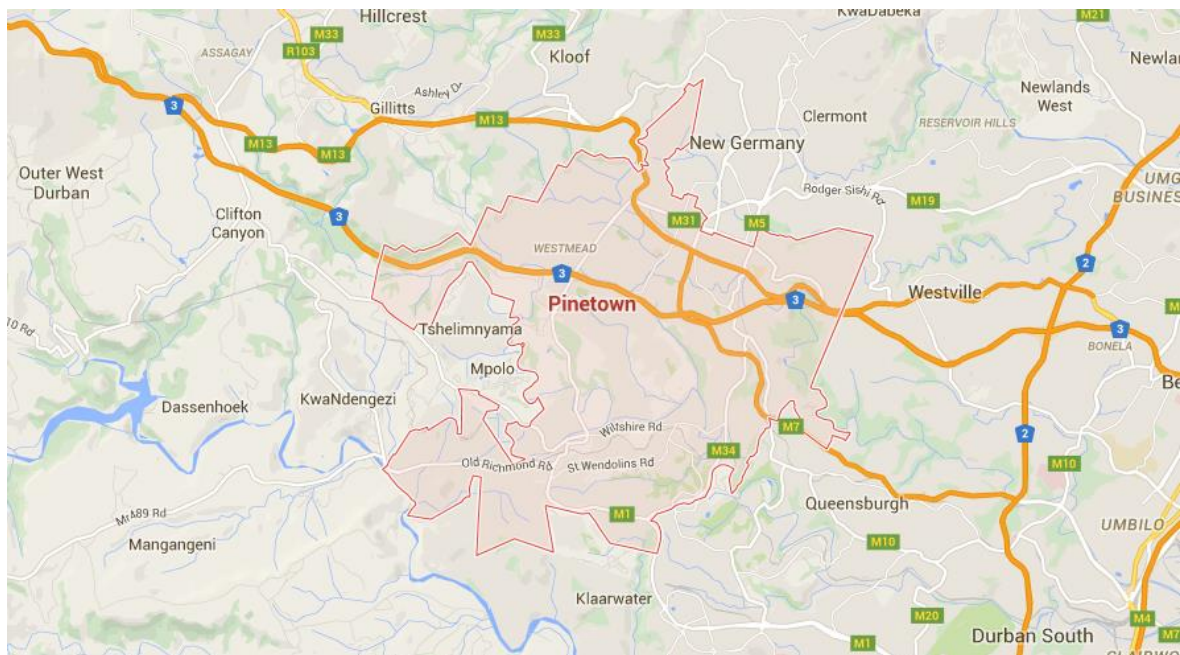 Hillcrest
M33
M33
KwaDabeka
M21
ASSAGAY
R103
Kloof
Newlands
West
Ashley Dr
3
Gillitts
M13
Clermont
RESERVOIR HILLS
M13
M13
New Germany
Outer West
Durban
UMG
BUSINES
Rodger Sishi Rd
M19
3
Clifton
Canyon
M31
M5
WESTMEAD
3
2
Pinetown
3
Westville
Tshelimnyama
3
BONELA
10 Rd
Mpolo
Be
Dassenhoek
KwaNdengezi
Wiltshire Rd
M7
2
M34
M10
Old Richmond Rd
St Wendolins Rd
Queensburgh
M1
UMBILO
Mangangeni
M10
Klaarwater
M20
M4
Durban South
M7
M1